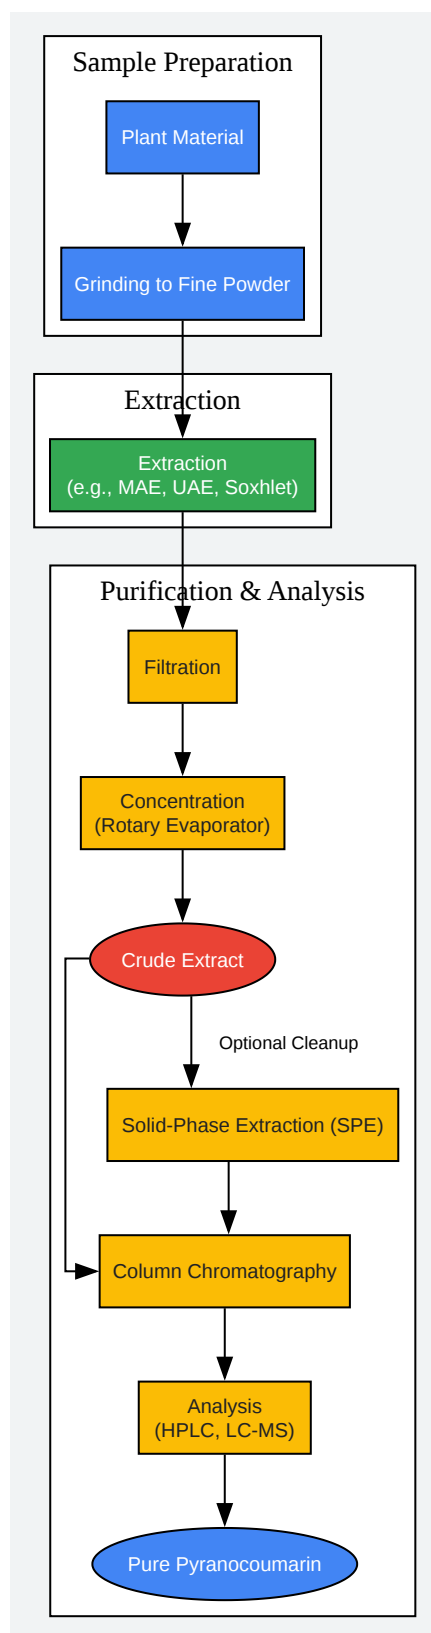 Sample Preparation
Plant Material
Grinding to Fine Powder
Extraction
Extraction
(e.g., MAE, UAE, Soxhlet)
Purification & Analysis
Filtration
Concentration
(Rotary Evaporator)
Crude Extract
Optional Cleanup
Solid-Phase Extraction (SPE)
Column Chromatography
Analysis
(HPLC, LC-MS)
Pure Pyranocoumarin